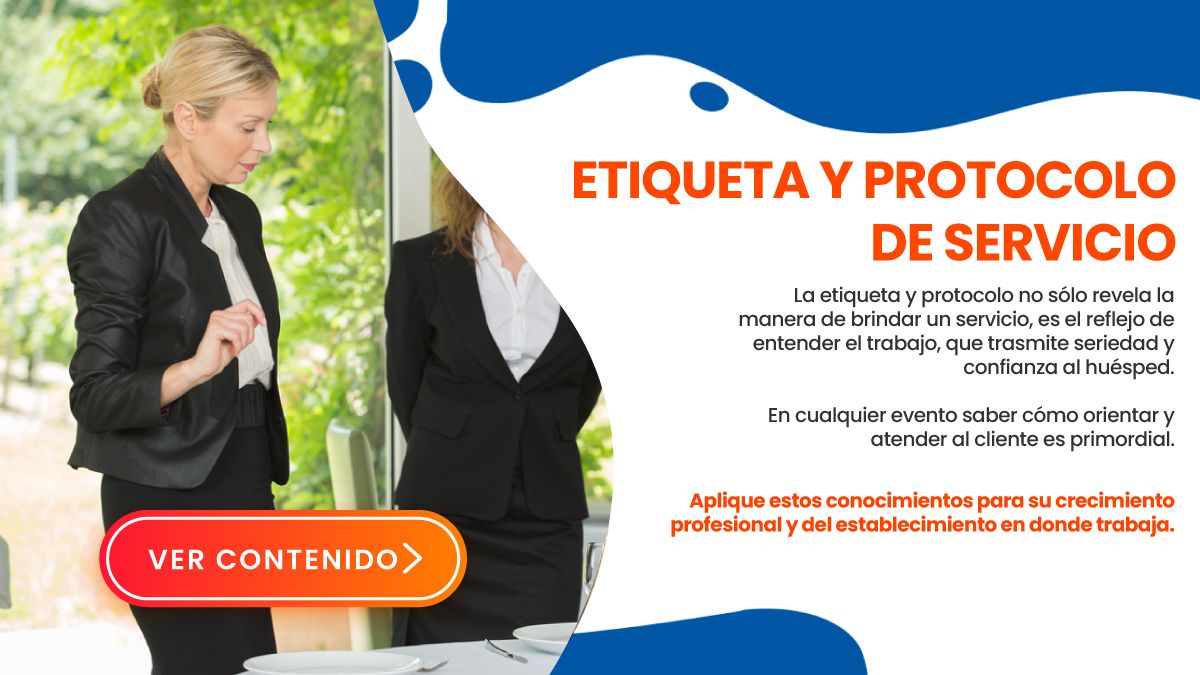 ETIQUETA Y PROTOCOLO
DE SERVICIO
La etiqueta y protocolo no sólo revela la
manera de brindar un servicio, es el reflejo de
entender el trabajo, que trasmite seriedad y
confianza al huésped.
En cualquier evento saber cómo orientar y
atender al cliente es primordial.
Aplique estos conocimientos para su crecimiento
profesional y del establecimiento en donde trabaja.
VER CONTENIDO